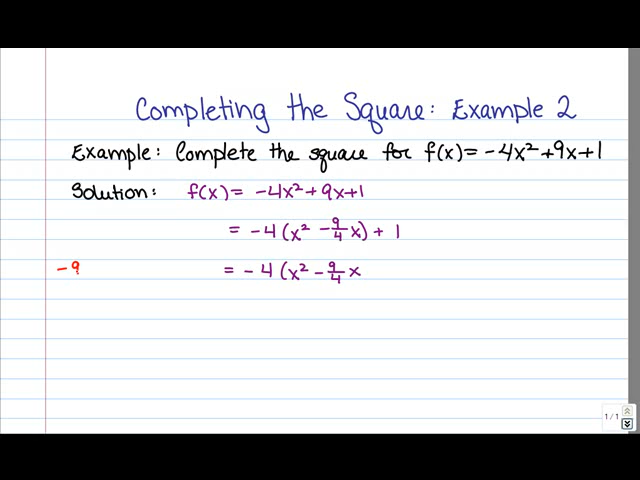 Completing the Square: Example 2
Example: Complete the square for f(x) = -4x² + 9x + 1
Solution: f(x) = -4x² + 9x + 1
= -4(x² - 9/4 x) + 1
-9 = -4(x² - 9/4 x
1 / 1